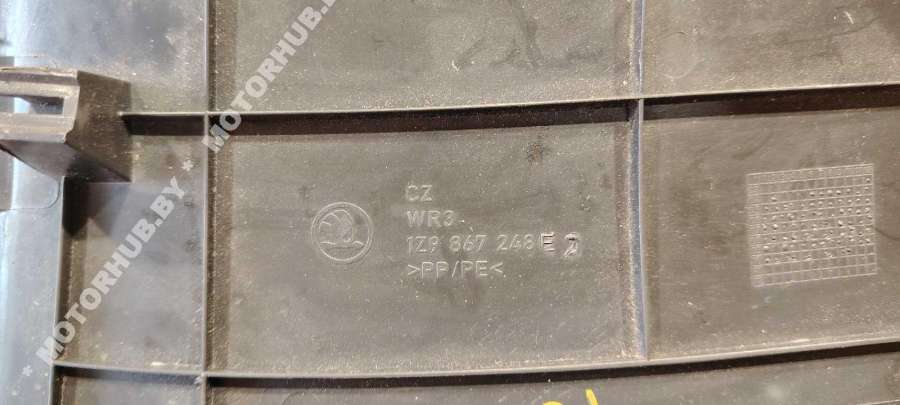 CZ
WR3
1Z9 867 248 E
>PP/PE<
MOTORHUB.BY * MOTORHUB.BY
MOTORHUB.BY